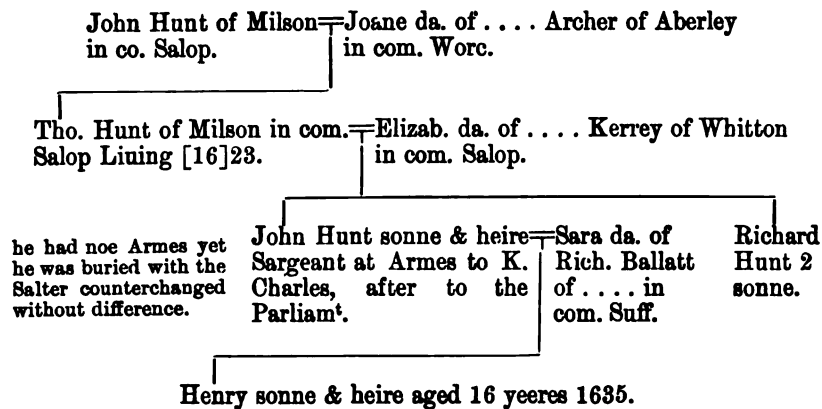 John Hunt of Milson╤Joane da. of .... Archer of Aberley
in co. Salop. in com. Worc.
Tho. Hunt of Milson in com.╤Elizab. da. of .... Kerrey of Whitton
Salop Liuing [16]23. in com. Salop.
he had noe Armes yet
he was buried with the
Salter counterchanged
without difference.
John Hunt sonne & heire╤Sara da. of
Sargeant at Armes to K. Rich. Ballatt
Charles, after to the of .... in
Parliamᵗ. com. Suff.
Richard
Hunt 2
sonne.
Henry sonne & heire aged 16 yeeres 1635.